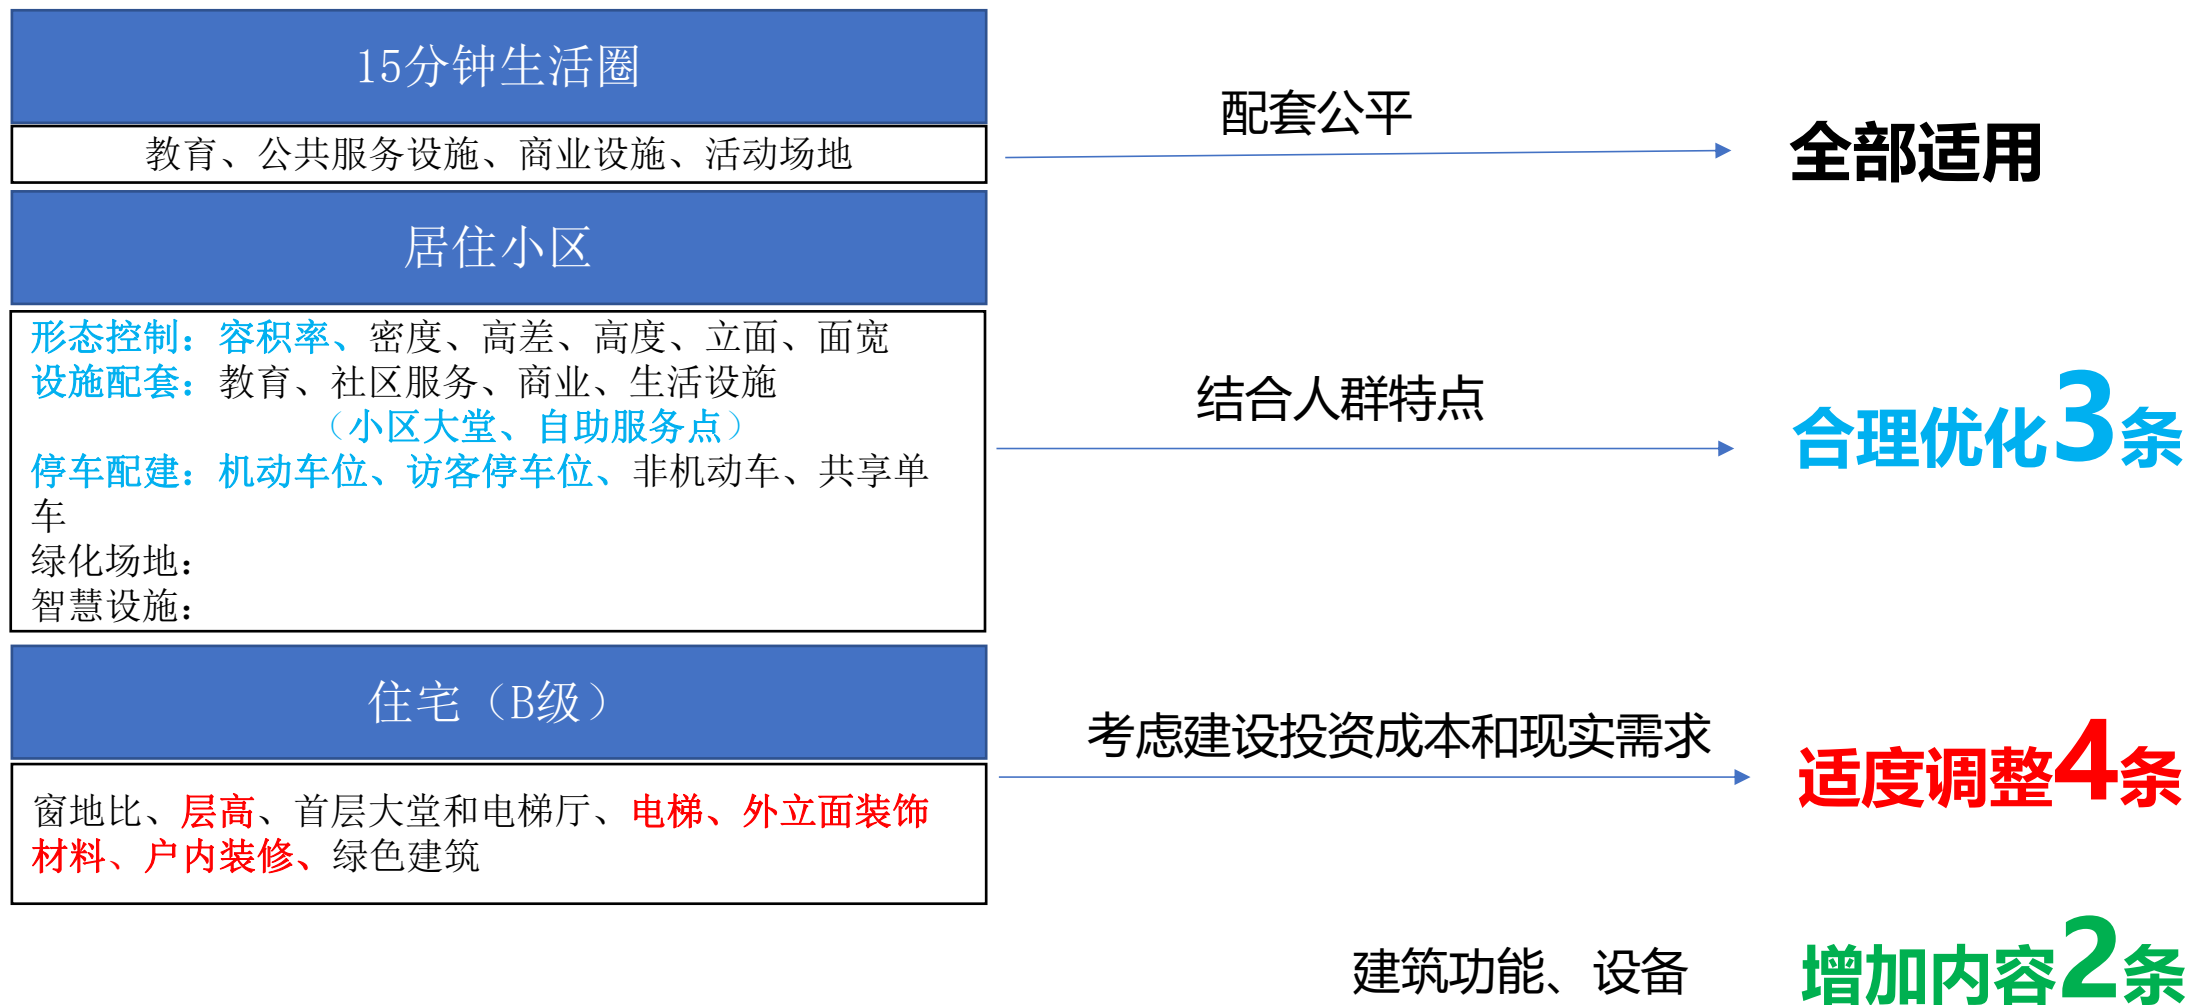 15分钟生活圈
教育、公共服务设施、商业设施、活动场地
配套公平
全部适用
居住小区
形态控制：容积率、密度、高差、高度、立面、面宽
设施配套：教育、社区服务、商业、生活设施
（小区大堂、自助服务点）
停车配建：机动车位、访客停车位、非机动车、共享单
车
绿化场地：
智慧设施：
结合人群特点
合理优化3条
住宅（B级）
窗地比、层高、首层大堂和电梯厅、电梯、外立面装饰
材料、户内装修、绿色建筑
考虑建设投资成本和现实需求
适度调整4条
建筑功能、设备
增加内容2条